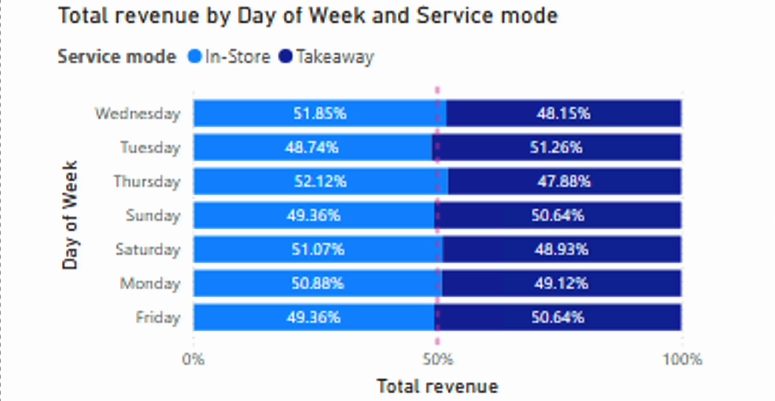 Total revenue by Day of Week and Service mode
Service mode In-Store Takeaway
Day of Week
Wednesday 51.85% 48.15%
Tuesday 48.74% 51.26%
Thursday 52.12% 47.88%
Sunday 49.36% 50.64%
Saturday 51.07% 48.93%
Monday 50.88% 49.12%
Friday 49.36% 50.64%
0% 50% 100%
Total revenue